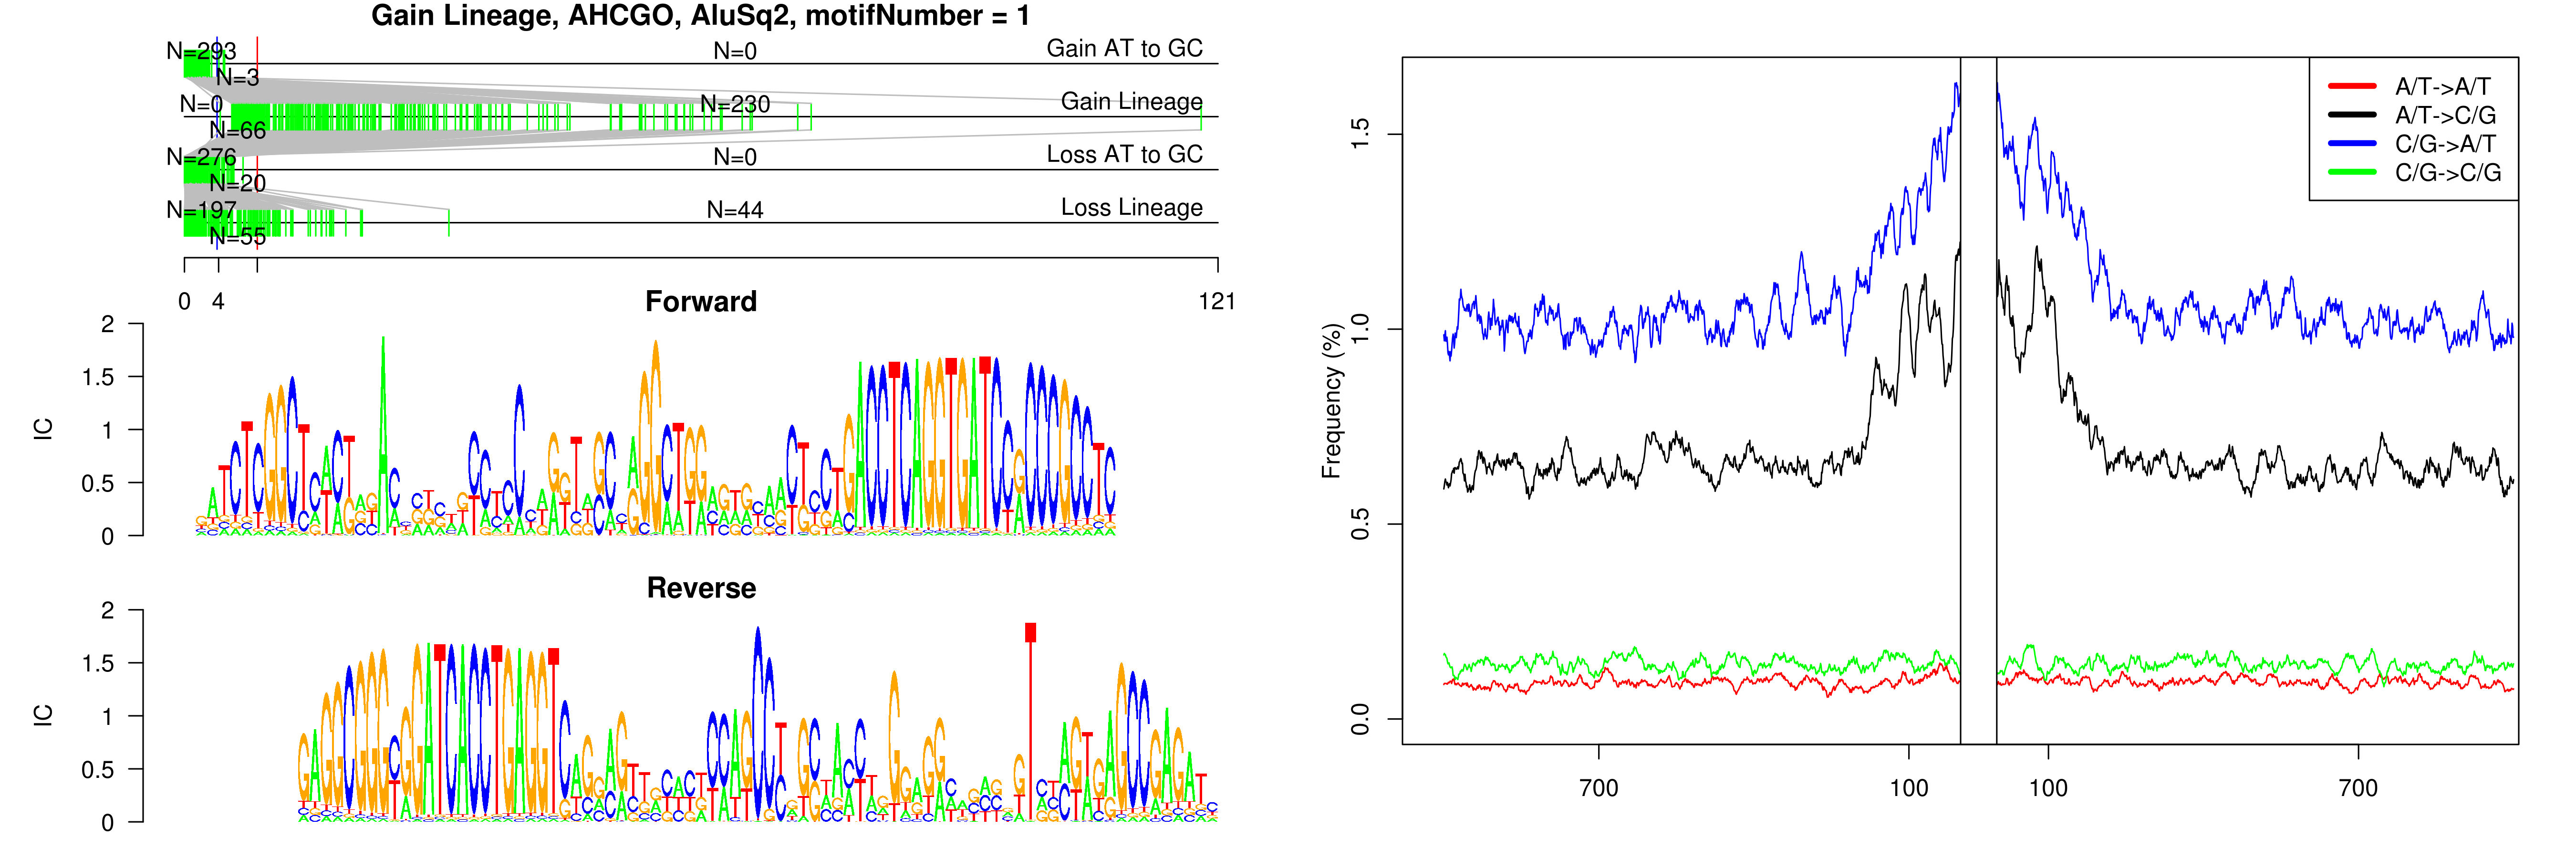 Gain Lineage, AHCGO, AluSq2, motifNumber = 1
N=293 N=0 Gain AT to GC
N=3
N=0 N=230 Gain Lineage
N=66
N=276 N=0 Loss AT to GC
N=20
N=197 N=44 Loss Lineage
N=55
0 4 121
Forward
2
1.5
1
0.5
0
IC
Reverse
2
1.5
1
0.5
0
IC
A/T->A/T
A/T->C/G
C/G->A/T
C/G->C/G
1.5
1.0
0.5
0.0
Frequency (%)
700 100 100 700